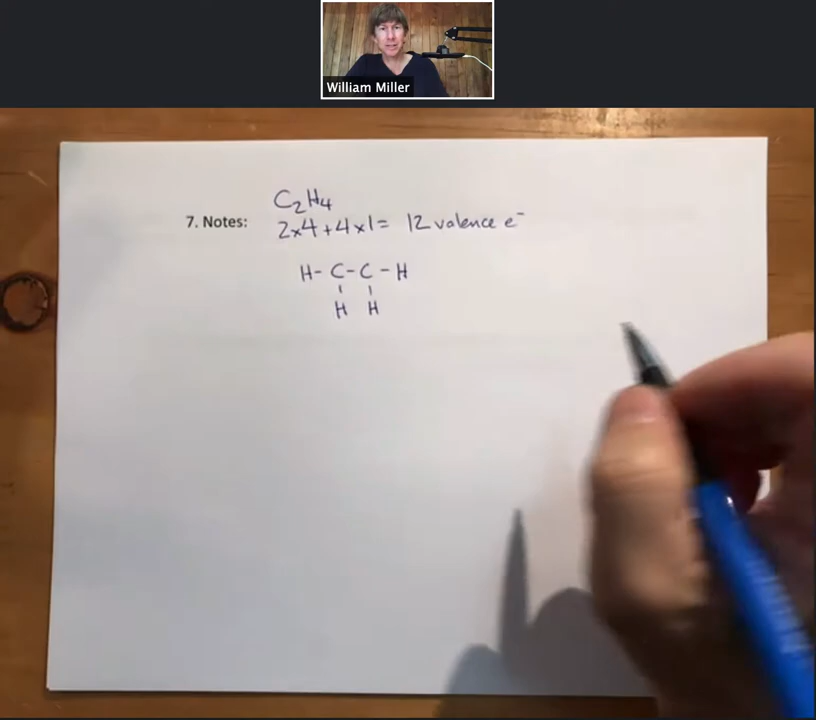 William Miller
C₂H₄
7. Notes: 2x4+4x1= 12 valence e⁻
H- C-C-H
H H